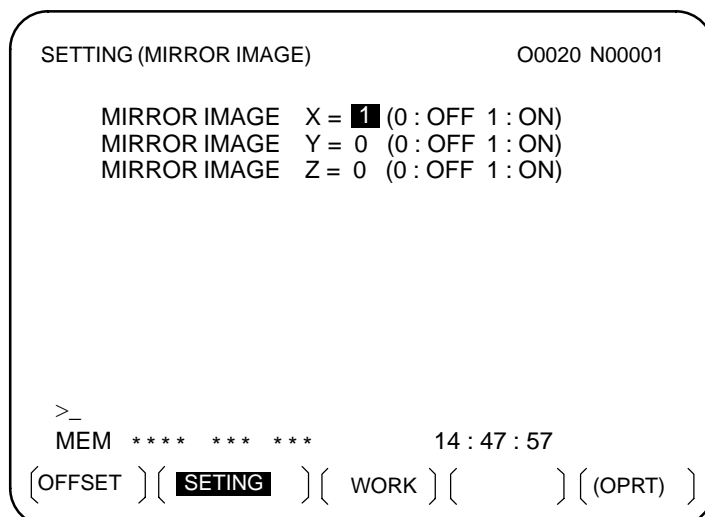 SETTING (MIRROR IMAGE) O0020 N00001
MIRROR IMAGE X = 1 (0 : OFF 1 : ON)
MIRROR IMAGE Y = 0 (0 : OFF 1 : ON)
MIRROR IMAGE Z = 0 (0 : OFF 1 : ON)
>_
MEM **** *** *** 14 : 47 : 57
[OFFSET] [SETING] [WORK] [ ] [(OPRT)]